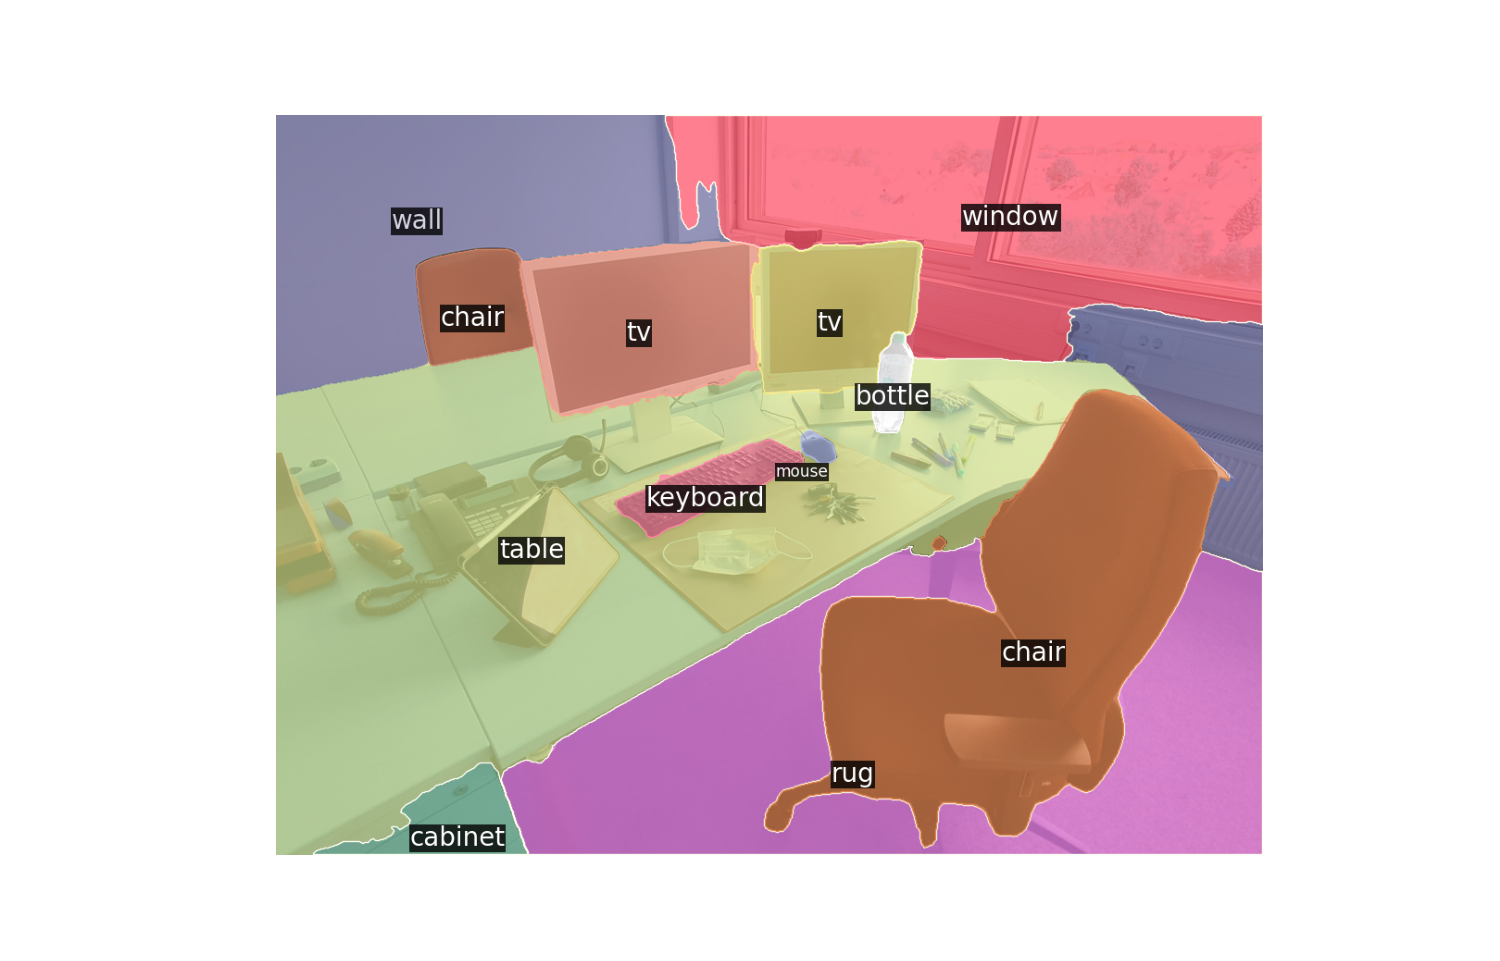 wall
window
chair
tv
tv
bottle
mouse
keyboard
table
chair
rug
cabinet